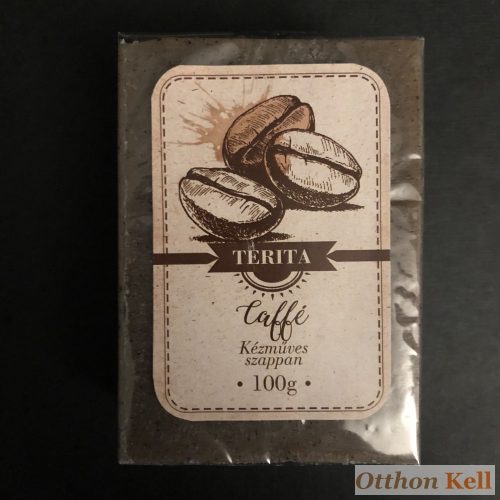 TERITA
Caffé
Kézműves
szappan
• 100g •
Otthon Kell